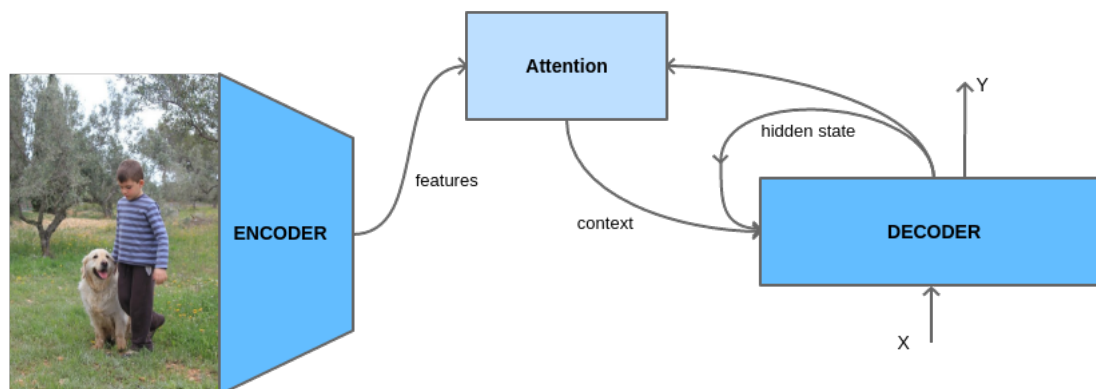 Attention
Y
hidden state
features
context
ENCODER
DECODER
X